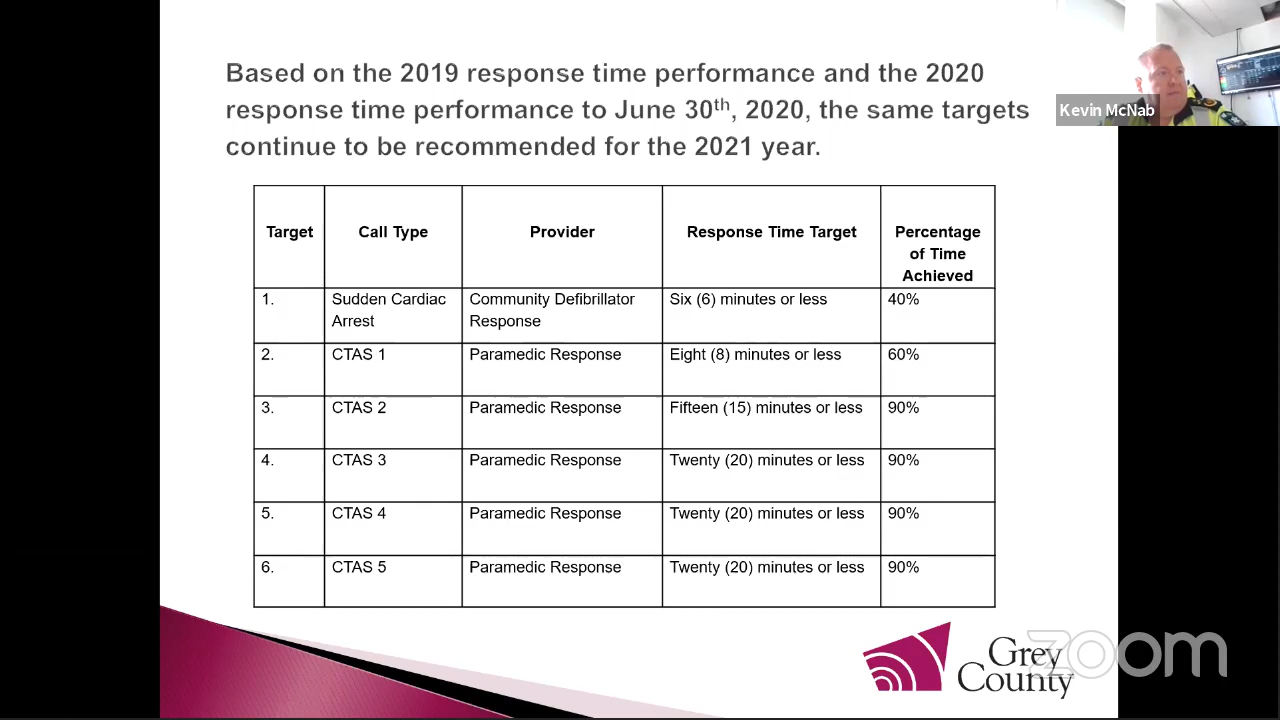 Based on the 2019 response time performance and the 2020
response time performance to June 30th, 2020, the same targets
continue to be recommended for the 2021 year.
Kevin McNab
Target Call Type Provider Response Time Target Percentage
of Time
Achieved
1. Sudden Cardiac Community Defibrillator Six (6) minutes or less 40%
Arrest Response
2. CTAS 1 Paramedic Response Eight (8) minutes or less 60%
3. CTAS 2 Paramedic Response Fifteen (15) minutes or less 90%
4. CTAS 3 Paramedic Response Twenty (20) minutes or less 90%
5. CTAS 4 Paramedic Response Twenty (20) minutes or less 90%
6. CTAS 5 Paramedic Response Twenty (20) minutes or less 90%
Grey
County
zoom